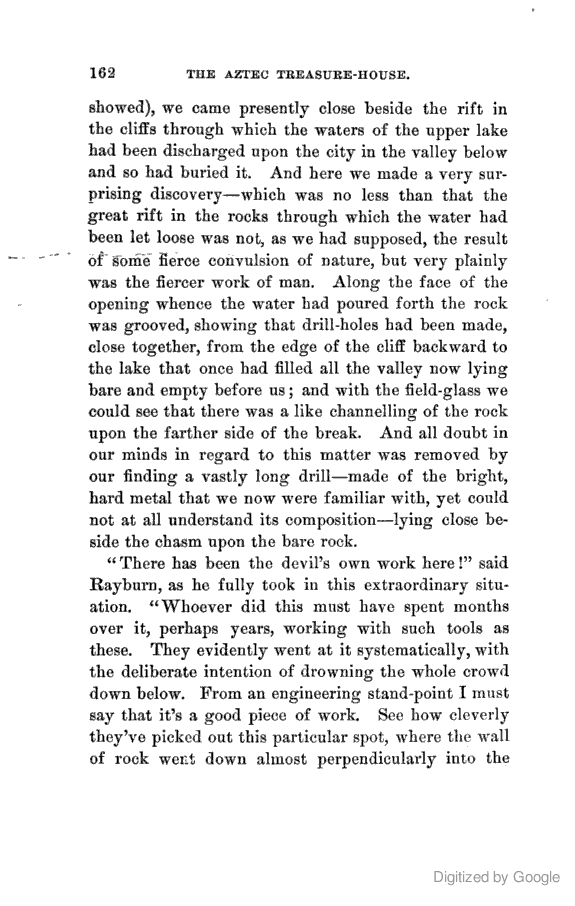 162 THE AZTEC TREASURE-HOUSE.
showed), we came presently close beside the rift in
the cliffs through which the waters of the upper lake
had been discharged upon the city in the valley below
and so had buried it. And here we made a very sur-
prising discovery—which was no less than that the
great rift in the rocks through which the water had
been let loose was not, as we had supposed, the result
of some fierce convulsion of nature, but very plainly
was the fiercer work of man. Along the face of the
opening whence the water had poured forth the rock
was grooved, showing that drill-holes had been made,
close together, from the edge of the cliff backward to
the lake that once had filled all the valley now lying
bare and empty before us; and with the field-glass we
could see that there was a like channelling of the rock
upon the farther side of the break. And all doubt in
our minds in regard to this matter was removed by
our finding a vastly long drill—made of the bright,
hard metal that we now were familiar with, yet could
not at all understand its composition—lying close be-
side the chasm upon the bare rock.
"There has been the devil's own work here!" said
Rayburn, as he fully took in this extraordinary situ-
ation. "Whoever did this must have spent months
over it, perhaps years, working with such tools as
these. They evidently went at it systematically, with
the deliberate intention of drowning the whole crowd
down below. From an engineering stand-point I must
say that it's a good piece of work. See how cleverly
they've picked out this particular spot, where the wall
of rock went down almost perpendicularly into the
Digitized by Google